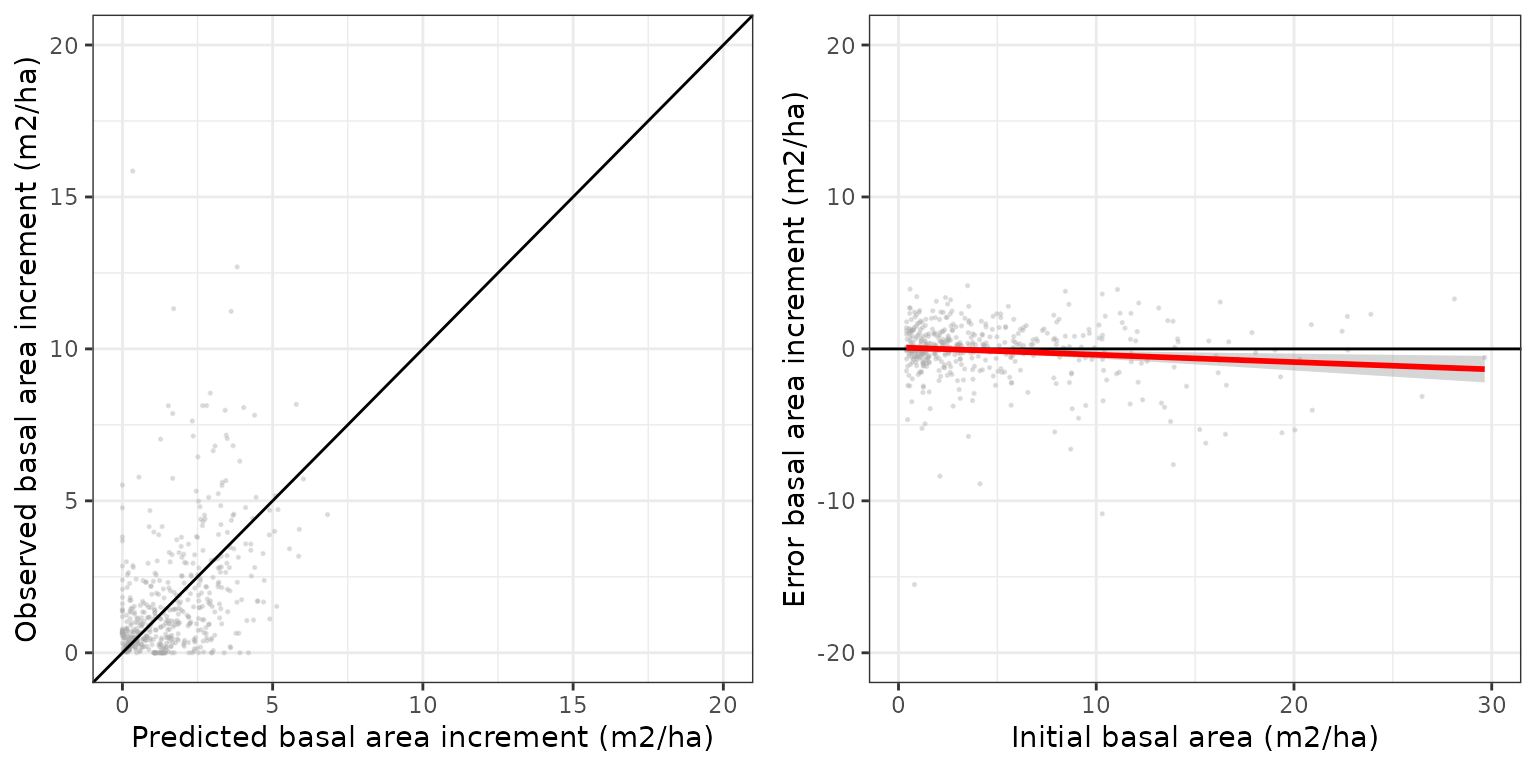 Observed basal area increment (m2/ha)
20
15
10
5
0
0 5 10 15 20
Predicted basal area increment (m2/ha)
Error basal area increment (m2/ha)
20
10
0
-10
-20
0 10 20 30
Initial basal area (m2/ha)